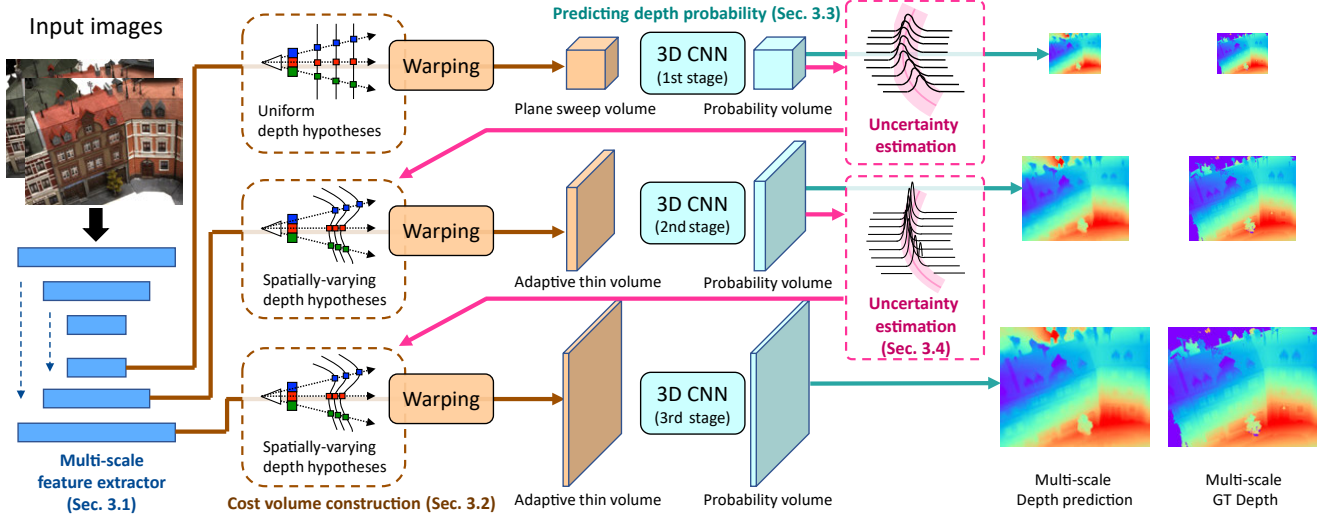 Input images
Predicting depth probability (Sec. 3.3)
Uniform
depth hypotheses
Warping
Plane sweep volume
3D CNN
(1st stage)
Probability volume
Uncertainty
estimation
Spatially-varying
depth hypotheses
Warping
Adaptive thin volume
3D CNN
(2nd stage)
Probability volume
Uncertainty
estimation
(Sec. 3.4)
Spatially-varying
depth hypotheses
Warping
Adaptive thin volume
3D CNN
(3rd stage)
Probability volume
Multi-scale
feature extractor
(Sec. 3.1)
Cost volume construction (Sec. 3.2)
Multi-scale
Depth prediction
Multi-scale
GT Depth